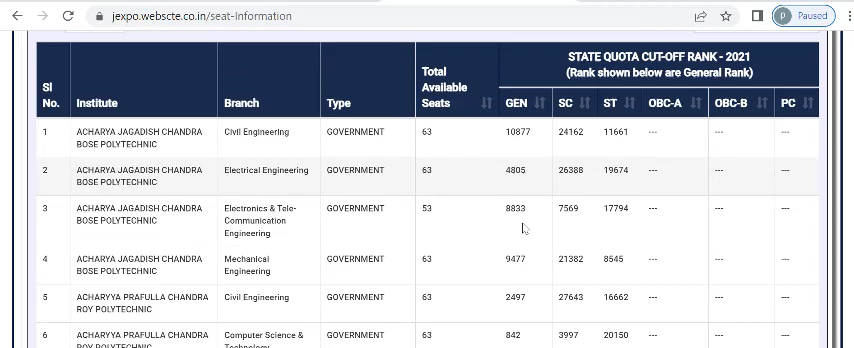 jexpo.webscte.co.in/seat-Information
P Paused
STATE QUOTA CUT-OFF RANK - 2021
(Rank shown below are General Rank)
Sl No. Institute Branch Type Total Available Seats GEN SC ST OBC-A OBC-B PC
1 ACHARYA JAGADISH CHANDRA Civil Engineering GOVERNMENT 63 10877 24162 11661 --- --- ---
BOSE POLYTECHNIC
2 ACHARYA JAGADISH CHANDRA Electrical Engineering GOVERNMENT 63 4805 26388 19674 --- --- ---
BOSE POLYTECHNIC
3 ACHARYA JAGADISH CHANDRA Electronics & Tele- GOVERNMENT 53 8833 7569 17794 --- --- ---
BOSE POLYTECHNIC Communication
Engineering
4 ACHARYA JAGADISH CHANDRA Mechanical GOVERNMENT 63 9477 21382 8545 --- --- ---
BOSE POLYTECHNIC Engineering
5 ACHARYYA PRAFULLA CHANDRA Civil Engineering GOVERNMENT 63 2497 27643 16662 --- --- ---
ROY POLYTECHNIC
6 ACHARYYA PRAFULLA CHANDRA Computer Science & GOVERNMENT 63 842 3997 20150 --- --- ---
ROY POLYTECHNIC Technology